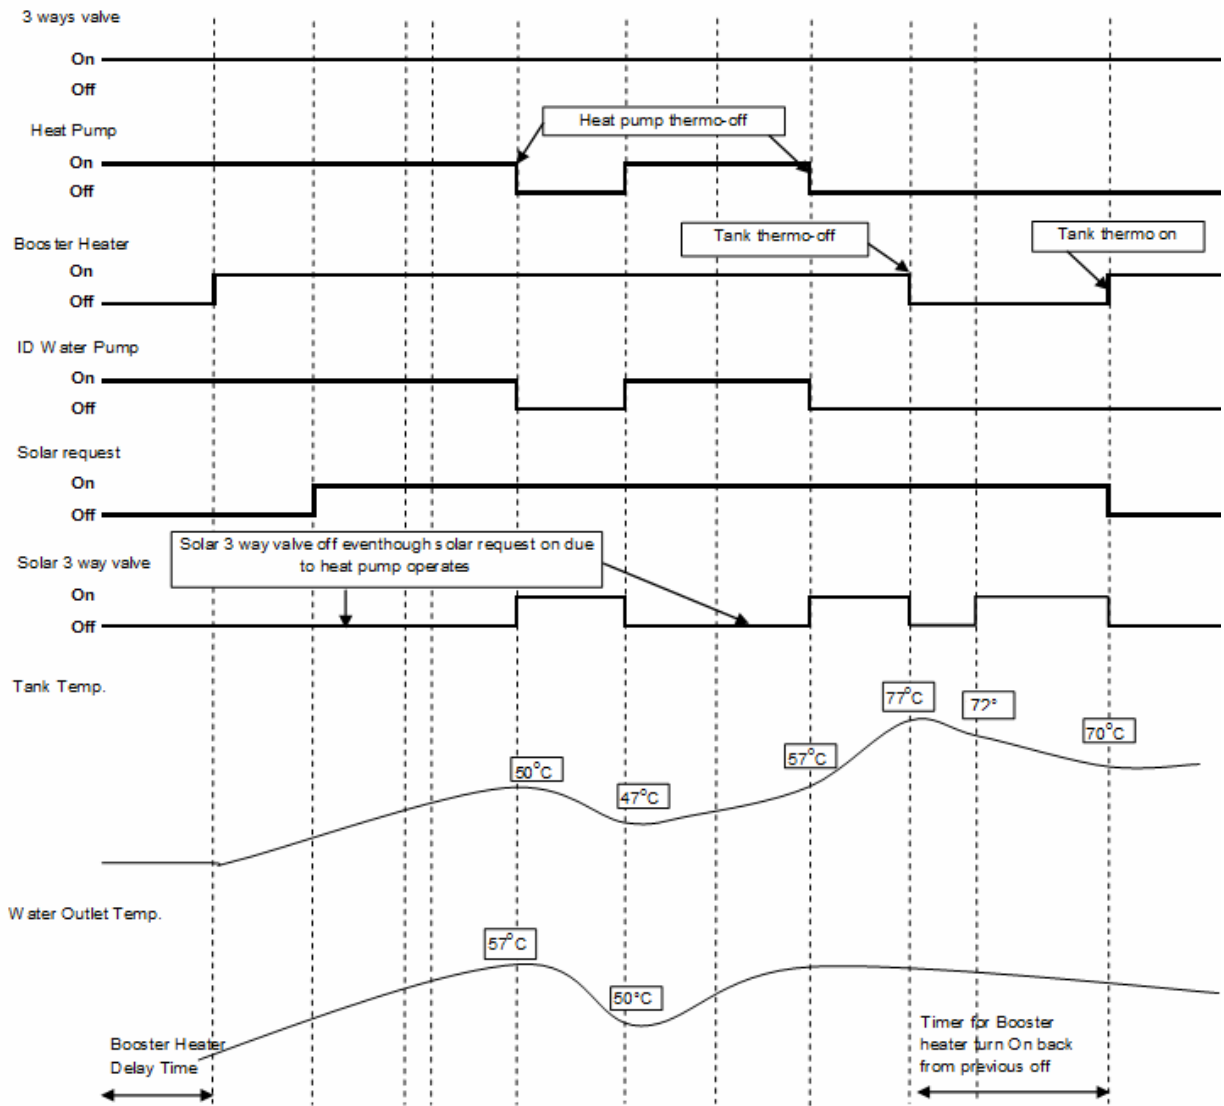 3 ways valve
On
Off
Heat Pump
Heat pump thermo-off
On
Off
Booster Heater
Tank thermo-off
Tank thermo on
On
Off
ID Water Pump
On
Off
Solar request
On
Off
Solar 3 way valve
Solar 3 way valve off eventhough solar request on due
to heat pump operates
On
Off
Tank Temp.
77°C
72°
70°C
57°C
50°C
47°C
Water Outlet Temp.
57°C
50°C
Booster Heater
Delay Time
Timer for Booster
heater turn On back
from previous off